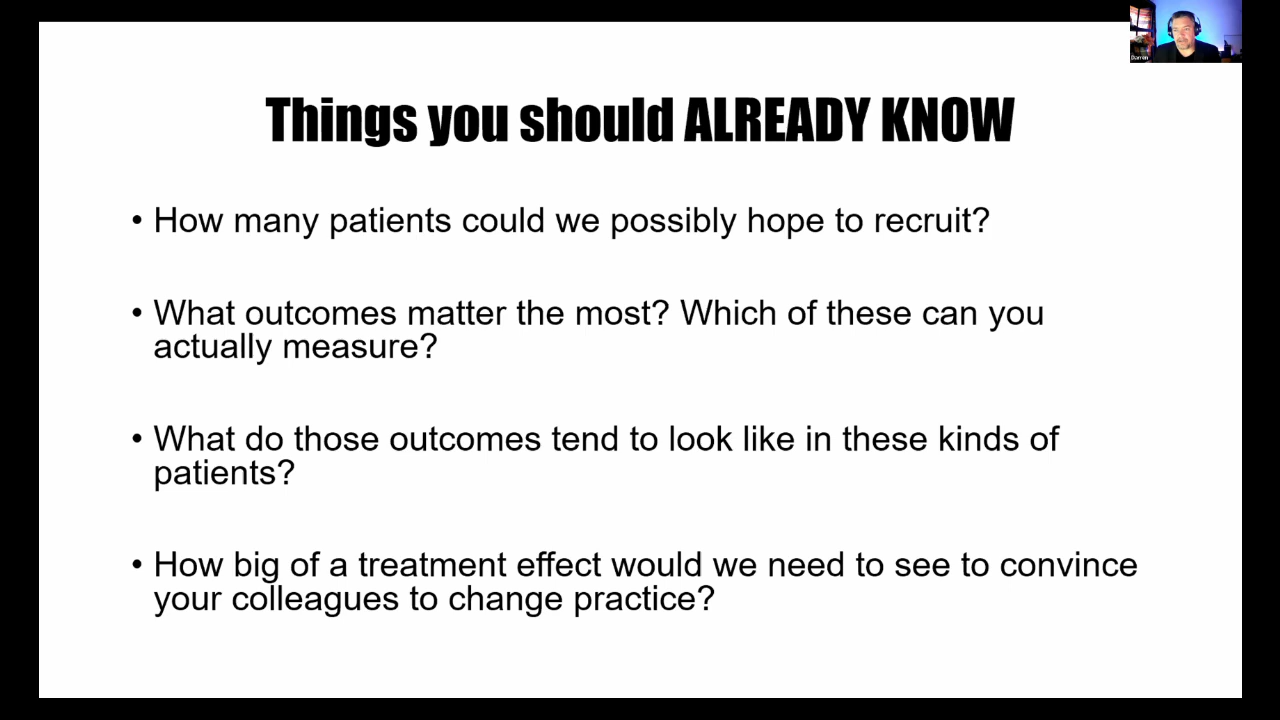 Things you should ALREADY KNOW
• How many patients could we possibly hope to recruit?
• What outcomes matter the most? Which of these can you
actually measure?
• What do those outcomes tend to look like in these kinds of
patients?
• How big of a treatment effect would we need to see to convince
your colleagues to change practice?
Darren